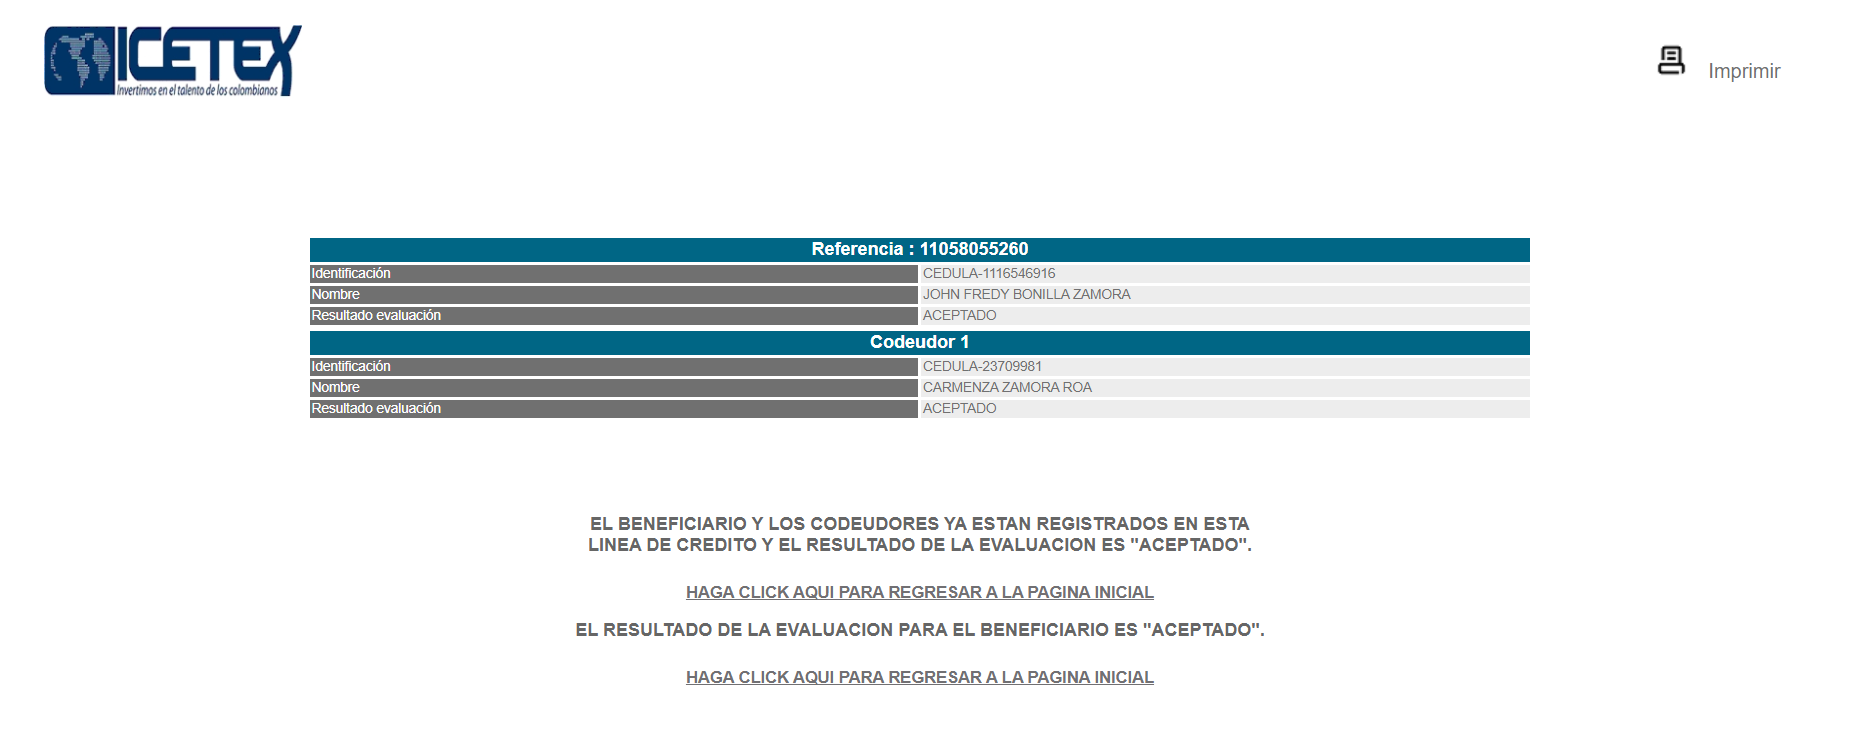 ICETEX
Invertimos en el talento de los colombianos
Imprimir
Referencia : 11058055260
Identificación CEDULA-1116546916
Nombre JOHN FREDY BONILLA ZAMORA
Resultado evaluación ACEPTADO
Codeudor 1
Identificación CEDULA-23709981
Nombre CARMENZA ZAMORA ROA
Resultado evaluación ACEPTADO
EL BENEFICIARIO Y LOS CODEUDORES YA ESTAN REGISTRADOS EN ESTA
LINEA DE CREDITO Y EL RESULTADO DE LA EVALUACION ES "ACEPTADO".
HAGA CLICK AQUI PARA REGRESAR A LA PAGINA INICIAL
EL RESULTADO DE LA EVALUACION PARA EL BENEFICIARIO ES "ACEPTADO".
HAGA CLICK AQUI PARA REGRESAR A LA PAGINA INICIAL